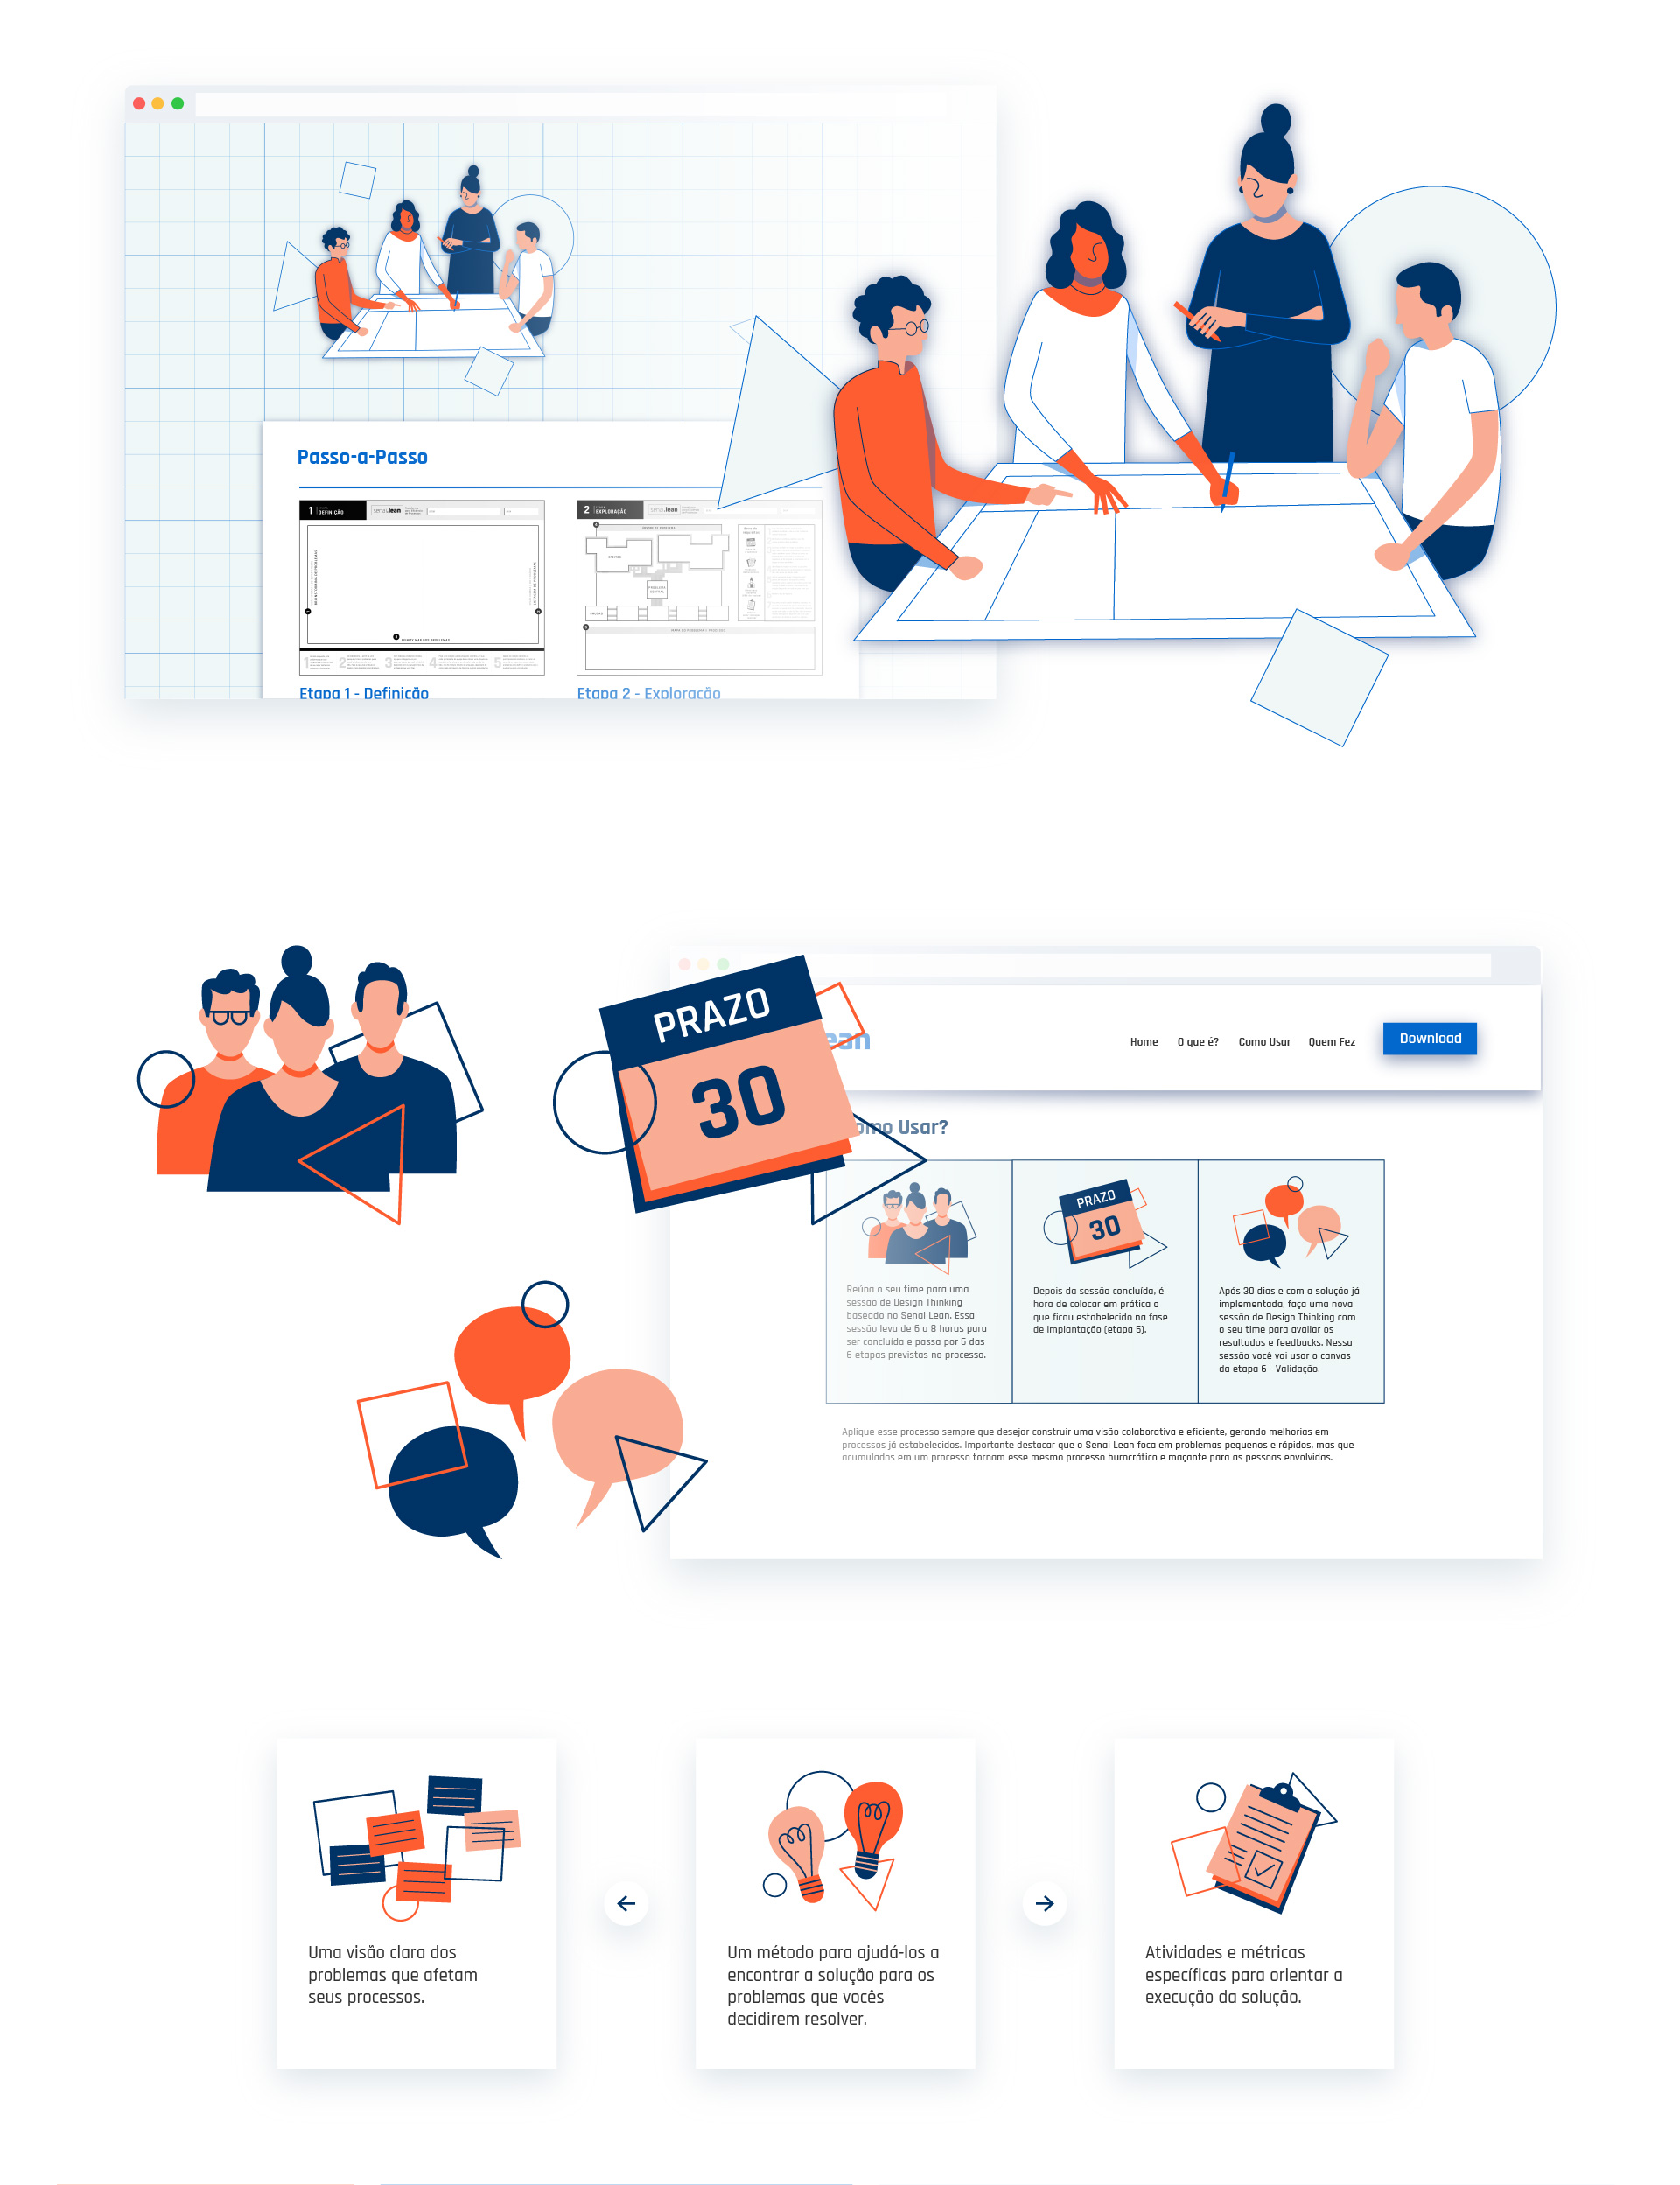 Passo-a-Passo
1 DEFINIÇÃO
senai.lean
2 EXPLORAÇÃO
1 2 3 4 5
Etapa 1 - Definição
Etapa 2 - Exploração
PRAZO
30
ean
Home O que é? Como Usar Quem Fez Download
omo Usar?
PRAZO
30
Reúna o seu time para uma
sessão de Design Thinking
baseado no Senai Lean. Essa
sessão leva de 6 a 8 horas para
ser concluída e passa por 5 das
6 etapas previstas no processo.
Depois da sessão concluída, é
hora de colocar em prática o
que ficou estabelecido na fase
de implantação (etapa 5).
Após 30 dias e com a solução já
implementada, faça uma nova
sessão de Design Thinking com
o seu time para avaliar os
resultados e feedbacks. Nessa
sessão você vai usar o canvas
da etapa 6 - Validação.
Aplique esse processo sempre que desejar construir uma visão colaborativa e eficiente, gerando melhorias em
processos já estabelecidos. Importante destacar que o Senai Lean foca em problemas pequenos e rápidos, mas que
acumulados em um processo tornam esse mesmo processo burocrático e maçante para as pessoas envolvidas.
Uma visão clara dos
problemas que afetam
seus processos.
Um método para ajudá-los a
encontrar a solução para os
problemas que vocês
decidirem resolver.
Atividades e métricas
específicas para orientar a
execução da solução.